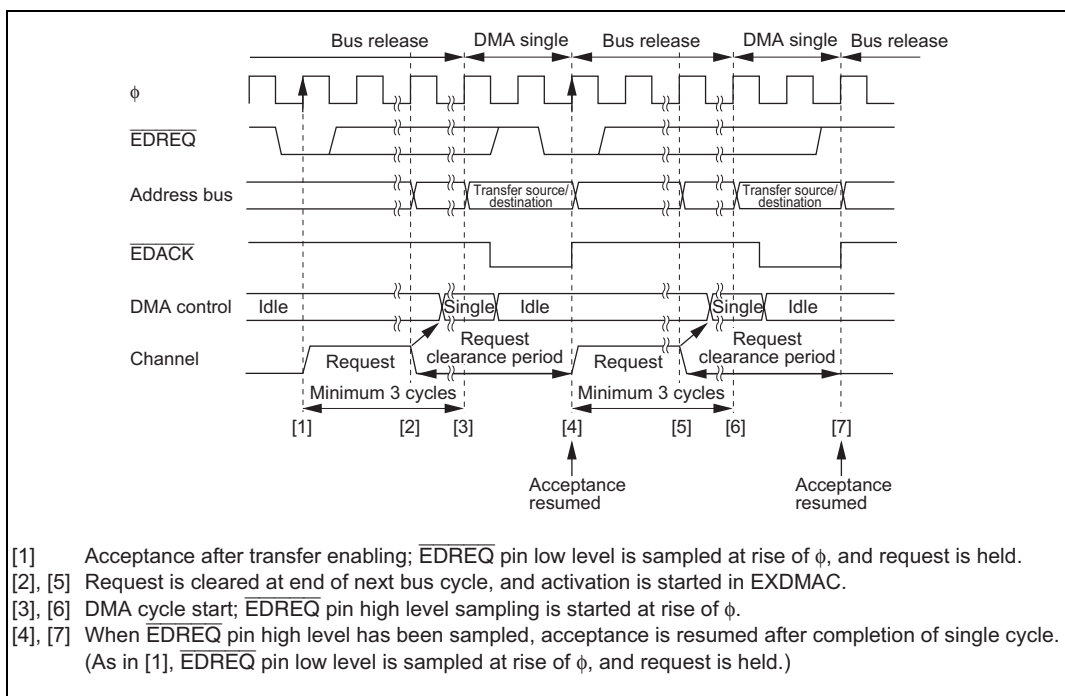 Bus release DMA single Bus release DMA single Bus release
ϕ
EDREQ
Address bus Transfer source/ destination Transfer source/ destination
EDACK
DMA control Idle Single Idle Single Idle
Channel Request Request clearance period Request Request clearance period
Minimum 3 cycles Minimum 3 cycles
[1] [2] [3] [4] [5] [6] [7]
Acceptance resumed Acceptance resumed
[1] Acceptance after transfer enabling; EDREQ pin low level is sampled at rise of ϕ, and request is held.
[2], [5] Request is cleared at end of next bus cycle, and activation is started in EXDMAC.
[3], [6] DMA cycle start; EDREQ pin high level sampling is started at rise of ϕ.
[4], [7] When EDREQ pin high level has been sampled, acceptance is resumed after completion of single cycle.
(As in [1], EDREQ pin low level is sampled at rise of ϕ, and request is held.)